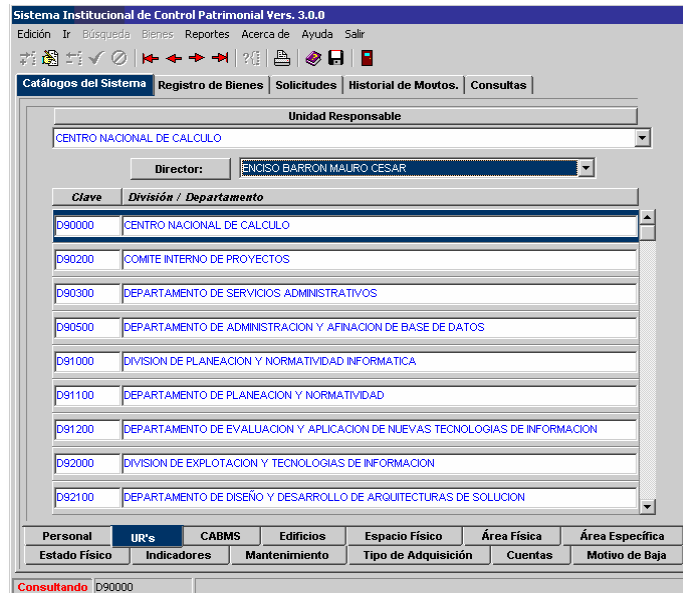 Sistema Institucional de Control Patrimonial Vers. 3.0.0
Edición Ir Búsqueda Bienes Reportes Acerca de Ayuda Salir
Catálogos del Sistema Registro de Bienes Solicitudes Historial de Movtos. Consultas
Unidad Responsable
CENTRO NACIONAL DE CALCULO
Director: ENCISO BARRON MAURO CESAR
Clave División / Departamento
D90000 CENTRO NACIONAL DE CALCULO
D90200 COMITE INTERNO DE PROYECTOS
D90300 DEPARTAMENTO DE SERVICIOS ADMINISTRATIVOS
D90500 DEPARTAMENTO DE ADMINISTRACION Y AFINACION DE BASE DE DATOS
D91000 DIVISION DE PLANEACION Y NORMATIVIDAD INFORMATICA
D91100 DEPARTAMENTO DE PLANEACION Y NORMATIVIDAD
D91200 DEPARTAMENTO DE EVALUACION Y APLICACION DE NUEVAS TECNOLOGIAS DE INFORMACION
D92000 DIVISION DE EXPLOTACION Y TECNOLOGIAS DE INFORMACION
D92100 DEPARTAMENTO DE DISEÑO Y DESARROLLO DE ARQUITECTURAS DE SOLUCION
Personal UR's CABMS Edificios Espacio Físico Área Física Área Específica
Estado Físico Indicadores Mantenimiento Tipo de Adquisición Cuentas Motivo de Baja
Consultando D90000